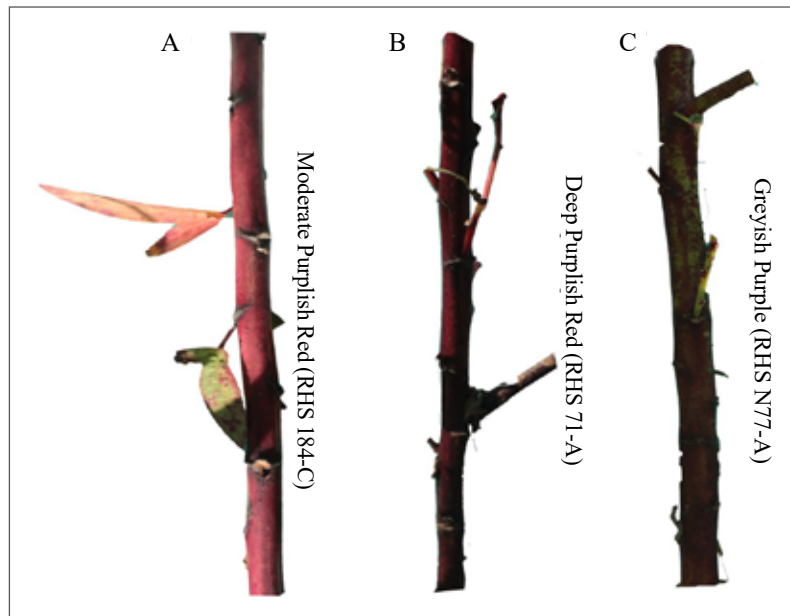 A
B
C
Moderate Purplish Red (RHS 184-C)
Deep Purplish Red (RHS 71-A)
Greyish Purple (RHS N77-A)